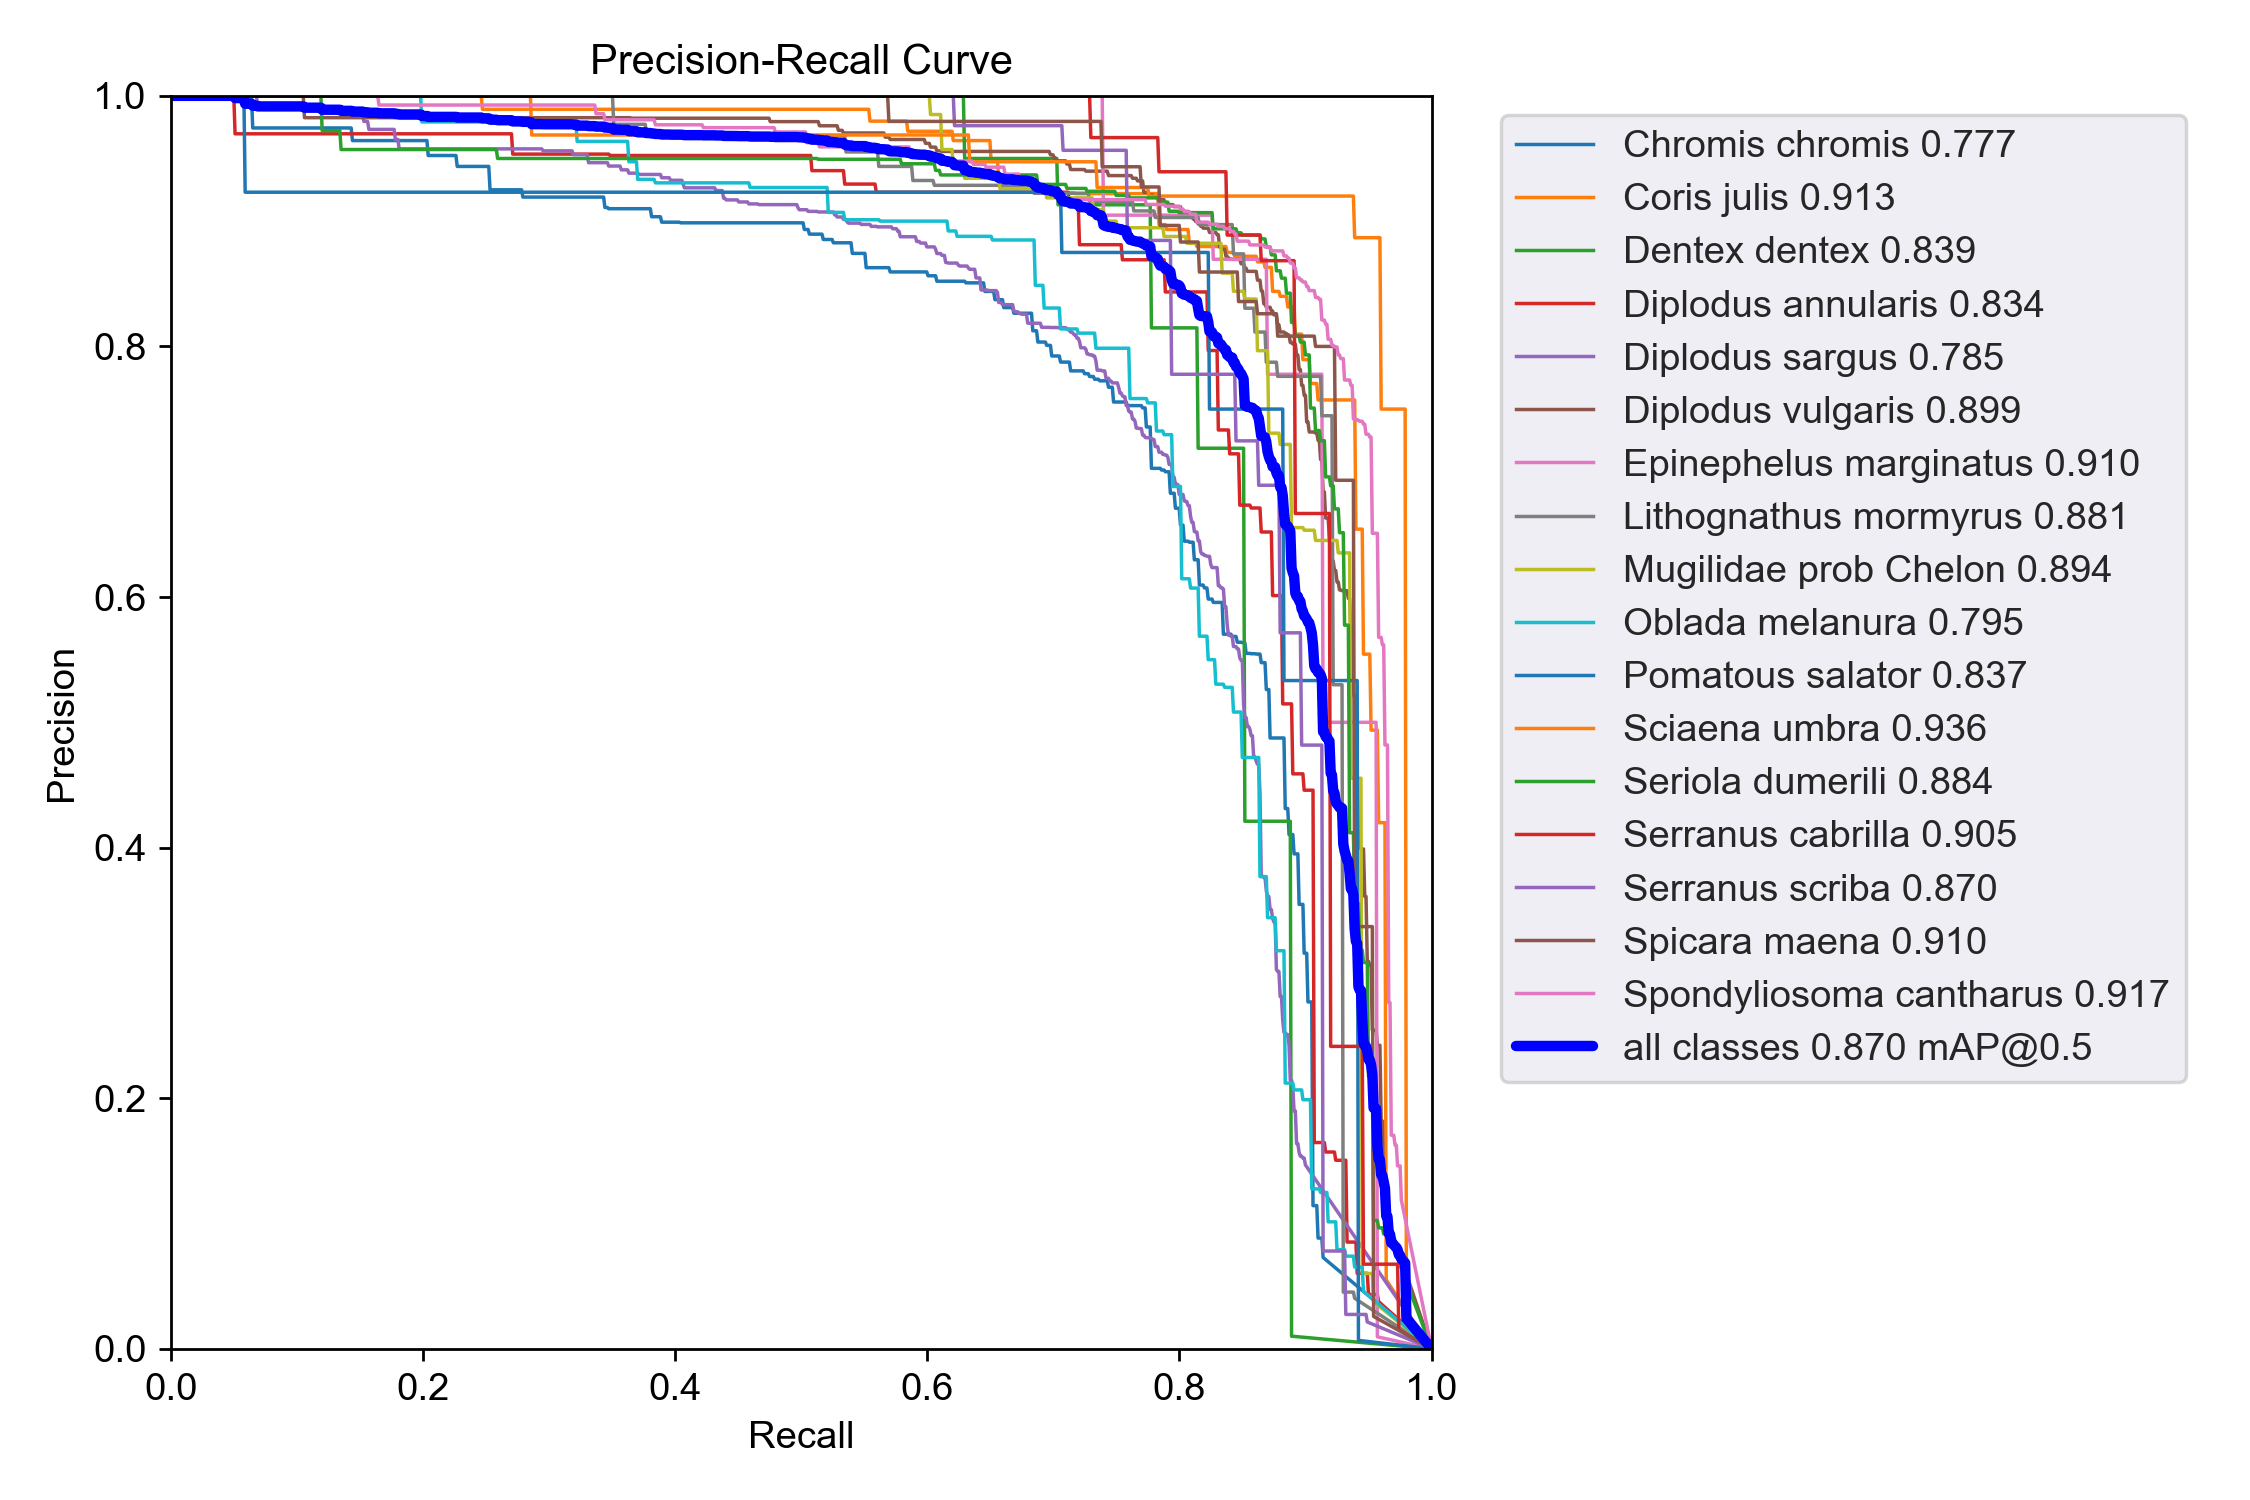 Precision-Recall Curve
1.0
0.8
0.6
0.4
0.2
0.0
Precision
0.0 0.2 0.4 0.6 0.8 1.0
Recall
Chromis chromis 0.777
Coris julis 0.913
Dentex dentex 0.839
Diplodus annularis 0.834
Diplodus sargus 0.785
Diplodus vulgaris 0.899
Epinephelus marginatus 0.910
Lithognathus mormyrus 0.881
Mugilidae prob Chelon 0.894
Oblada melanura 0.795
Pomatous salator 0.837
Sciaena umbra 0.936
Seriola dumerili 0.884
Serranus cabrilla 0.905
Serranus scriba 0.870
Spicara maena 0.910
Spondyliosoma cantharus 0.917
all classes 0.870 mAP@0.5